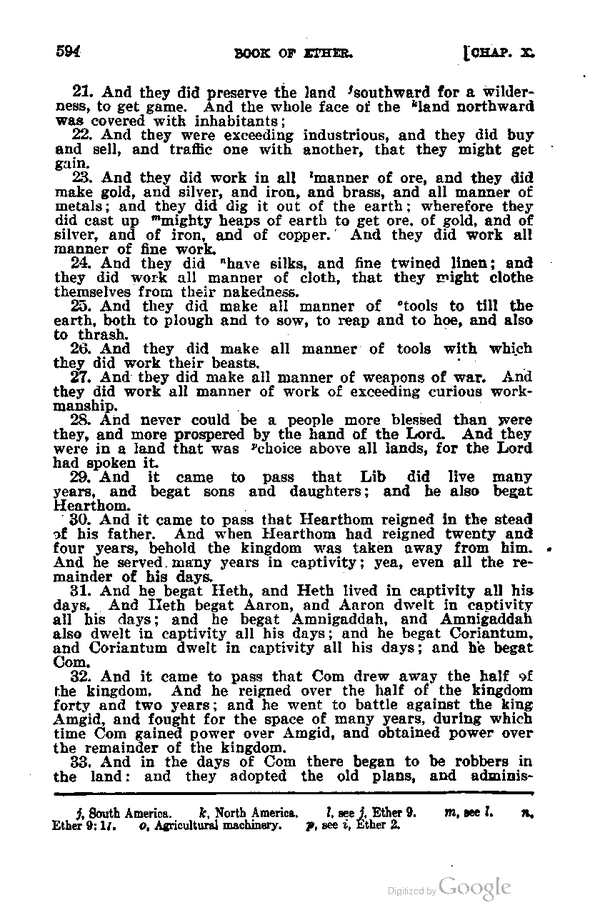 594 BOOK OF ETHER. [CHAP. X.
21. And they did preserve the land ʲsouthward for a wilder-
ness, to get game. And the whole face of the ᵏland northward
was covered with inhabitants;
22. And they were exceeding industrious, and they did buy
and sell, and traffic one with another, that they might get
gain.
23. And they did work in all ˡmanner of ore, and they did
make gold, and silver, and iron, and brass, and all manner of
metals; and they did dig it out of the earth; wherefore they
did cast up ᵐmighty heaps of earth to get ore, of gold, and of
silver, and of iron, and of copper. And they did work all
manner of fine work.
24. And they did ⁿhave silks, and fine twined linen; and
they did work all manner of cloth, that they might clothe
themselves from their nakedness.
25. And they did make all manner of ᵒtools to till the
earth, both to plough and to sow, to reap and to hoe, and also
to thrash.
26. And they did make all manner of tools with which
they did work their beasts.
27. And they did make all manner of weapons of war. And
they did work all manner of work of exceeding curious work-
manship.
28. And never could be a people more blessed than were
they, and more prospered by the hand of the Lord. And they
were in a land that was ᵖchoice above all lands, for the Lord
had spoken it.
29. And it came to pass that Lib did live many
years, and begat sons and daughters; and he also begat
Hearthom.
30. And it came to pass that Hearthom reigned in the stead
of his father. And when Hearthom had reigned twenty and
four years, behold the kingdom was taken away from him.
And he served many years in captivity; yea, even all the re-
mainder of his days.
31. And he begat Heth, and Heth lived in captivity all his
days. And Heth begat Aaron, and Aaron dwelt in captivity
all his days; and he begat Amnigaddah, and Amnigaddah
also dwelt in captivity all his days; and he begat Coriantum,
and Coriantum dwelt in captivity all his days; and he begat
Com.
32. And it came to pass that Com drew away the half of
the kingdom. And he reigned over the half of the kingdom
forty and two years; and he went to battle against the king
Amgid, and fought for the space of many years, during which
time Com gained power over Amgid, and obtained power over
the remainder of the kingdom.
33. And in the days of Com there began to be robbers in
the land: and they adopted the old plans, and adminis-
j, South America. k, North America. l, see j, Ether 9. m, see l. n,
Ether 9:17. o, Agricultural machinery. p, see i, Ether 2.
Digitized by Google